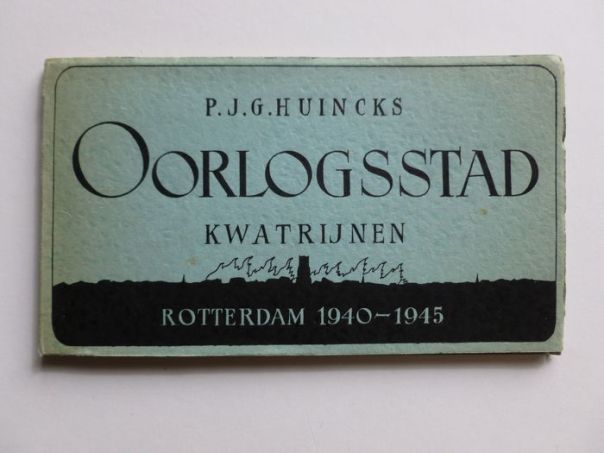 P.J.G.HUINCKS
OORLOGSSTAD
KWATRIJNEN
ROTTERDAM 1940-1945